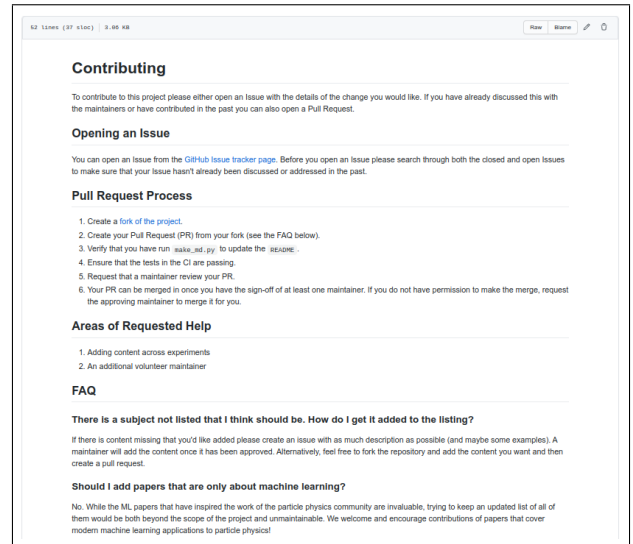 52 lines (37 sloc) | 3.06 KB
Raw Blame
Contributing
To contribute to this project please either open an Issue with the details of the change you would like. If you have already discussed this with
the maintainers or have contributed in the past you can also open a Pull Request.
Opening an Issue
You can open an Issue from the GitHub Issue tracker page. Before you open an Issue please search through both the closed and open Issues
to make sure that your Issue hasn't already been discussed or addressed in the past.
Pull Request Process
1. Create a fork of the project.
2. Create your Pull Request (PR) from your fork (see the FAQ below).
3. Verify that you have run make_md.py to update the README.
4. Ensure that the tests in the CI are passing.
5. Request that a maintainer review your PR.
6. Your PR can be merged in once you have the sign-off of at least one maintainer. If you do not have permission to make the merge, request
the approving maintainer to merge it for you.
Areas of Requested Help
1. Adding content across experiments
2. An additional volunteer maintainer
FAQ
There is a subject not listed that I think should be. How do I get it added to the listing?
If there is content missing that you'd like added please create an issue with as much description as possible (and maybe some examples). A
maintainer will add the content once it has been approved. Alternatively, feel free to fork the repository and add the content you want and then
create a pull request.
Should I add papers that are only about machine learning?
No. While the ML papers that have inspired the work of the particle physics community are invaluable, trying to keep an updated list of all of
them would be both beyond the scope of the project and unmaintainable. We welcome and encourage contributions of papers that cover
modern machine learning applications to particle physics!